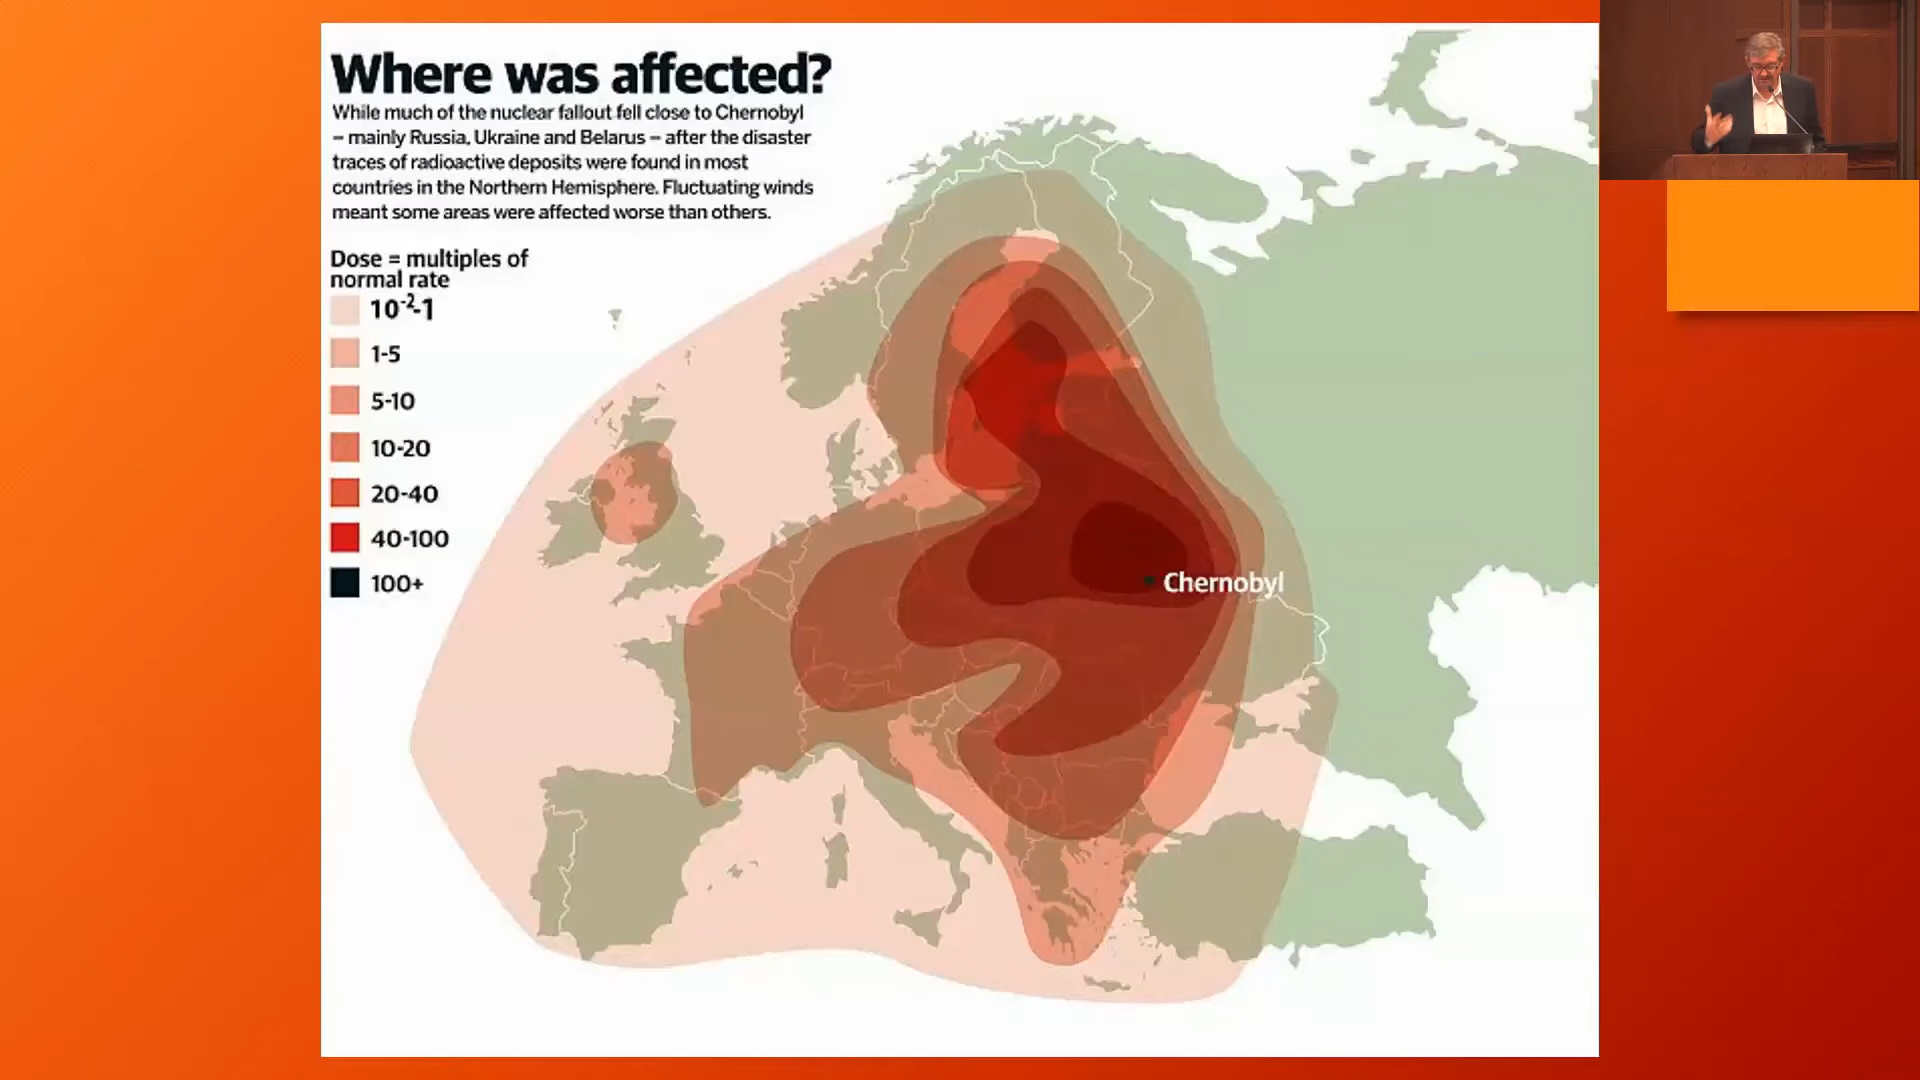 Where was affected?
While much of the nuclear fallout fell close to Chernobyl
– mainly Russia, Ukraine and Belarus – after the disaster
traces of radioactive deposits were found in most
countries in the Northern Hemisphere. Fluctuating winds
meant some areas were affected worse than others.
Dose = multiples of
normal rate
10⁻²-1
1-5
5-10
10-20
20-40
40-100
100+
Chernobyl